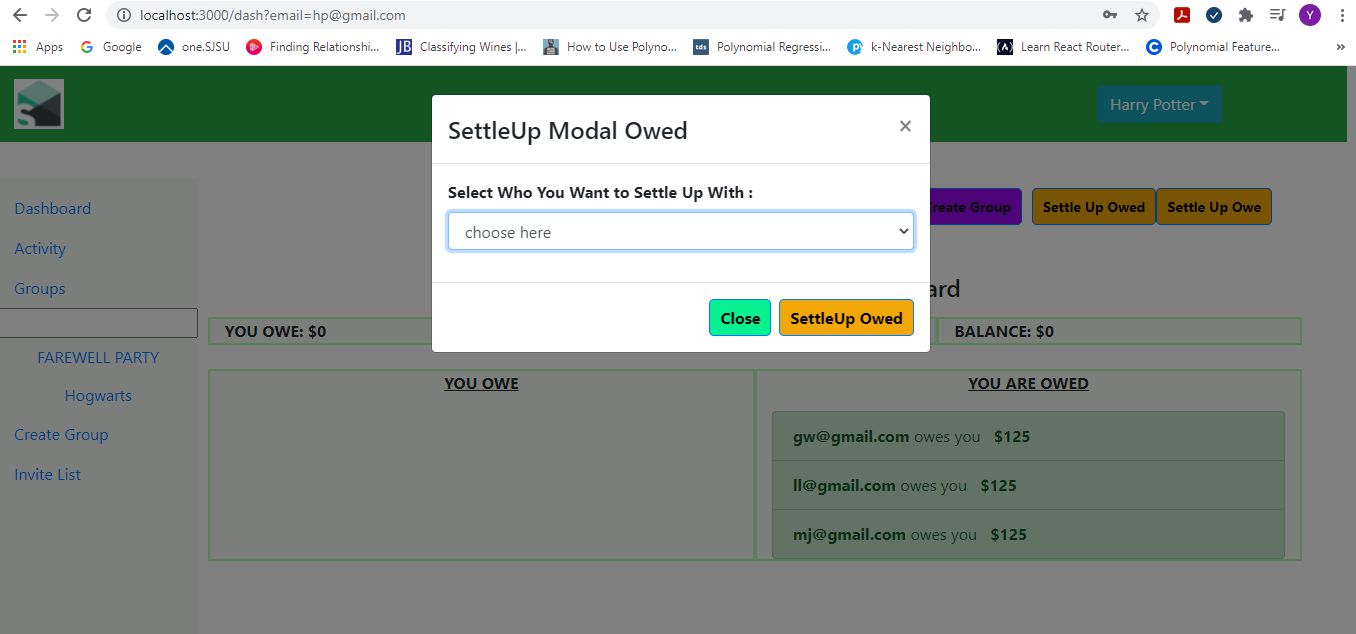 localhost:3000/dash?email=hp@gmail.com
Y
Apps Google one.SJSU Finding Relationshi... JB Classifying Wines |... How to Use Polyno... tds Polynomial Regressi... k-Nearest Neighbo... Learn React Router... Polynomial Feature... »
Harry Potter
SettleUp Modal Owed ×
Select Who You Want to Settle Up With :
choose here
Close SettleUp Owed
Dashboard
Activity
Groups
FAREWELL PARTY
Hogwarts
Create Group
Invite List
Create Group Settle Up Owed Settle Up Owe
ard
YOU OWE: $0 BALANCE: $0
YOU OWE YOU ARE OWED
gw@gmail.com owes you $125
ll@gmail.com owes you $125
mj@gmail.com owes you $125